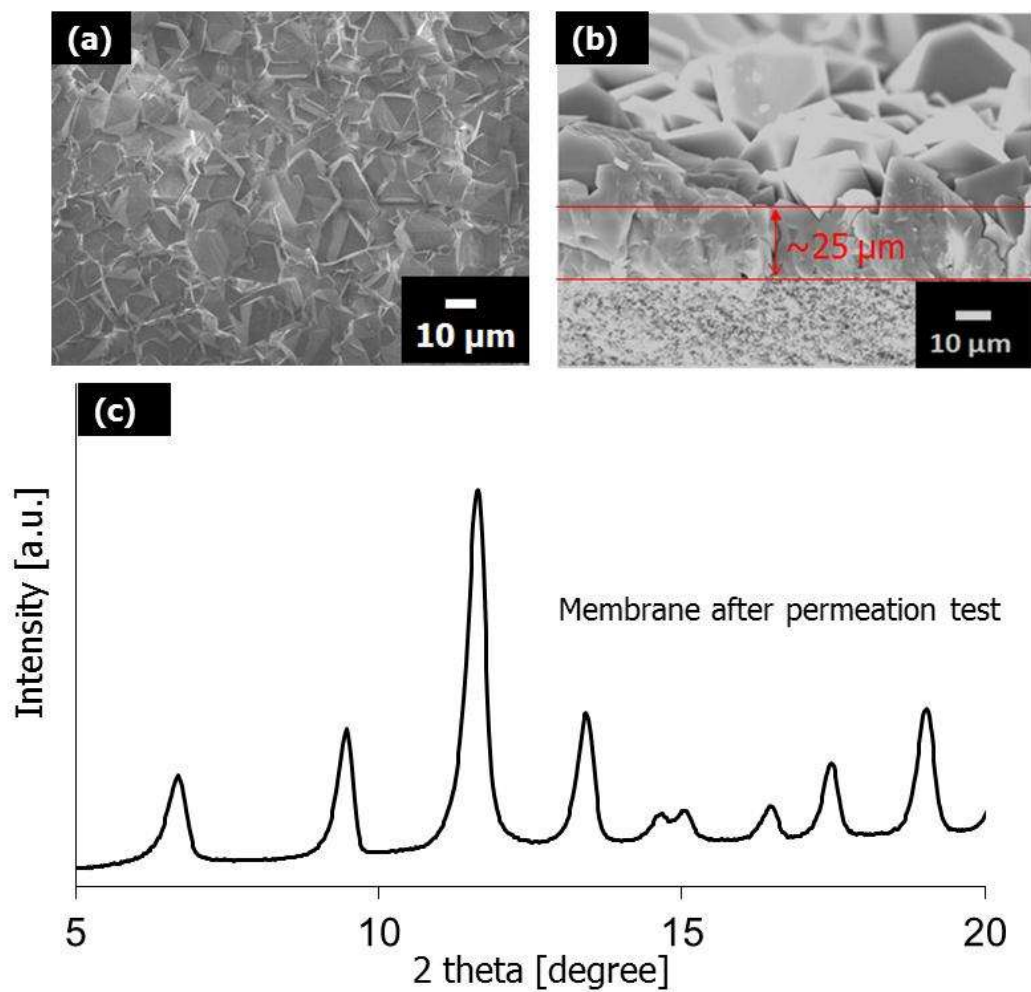 (a)
10 μm
(b)
~25 μm
10 μm
(c)
Intensity [a.u.]
Membrane after permeation test
5 10 15 20
2 theta [degree]